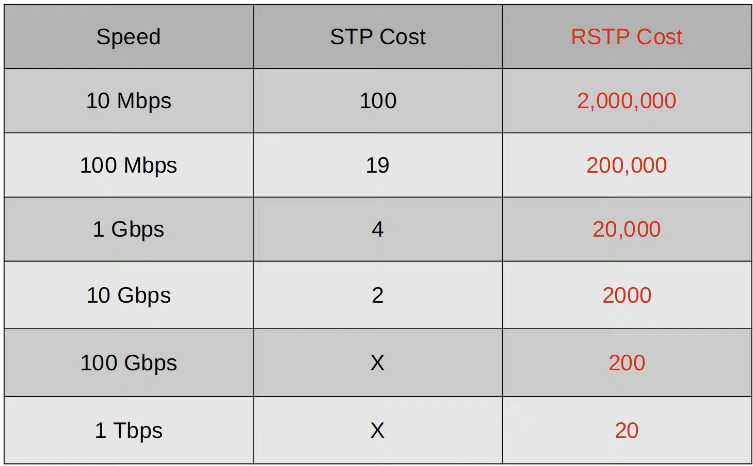 Speed STP Cost RSTP Cost
10 Mbps 100 2,000,000
100 Mbps 19 200,000
1 Gbps 4 20,000
10 Gbps 2 2000
100 Gbps X 200
1 Tbps X 20